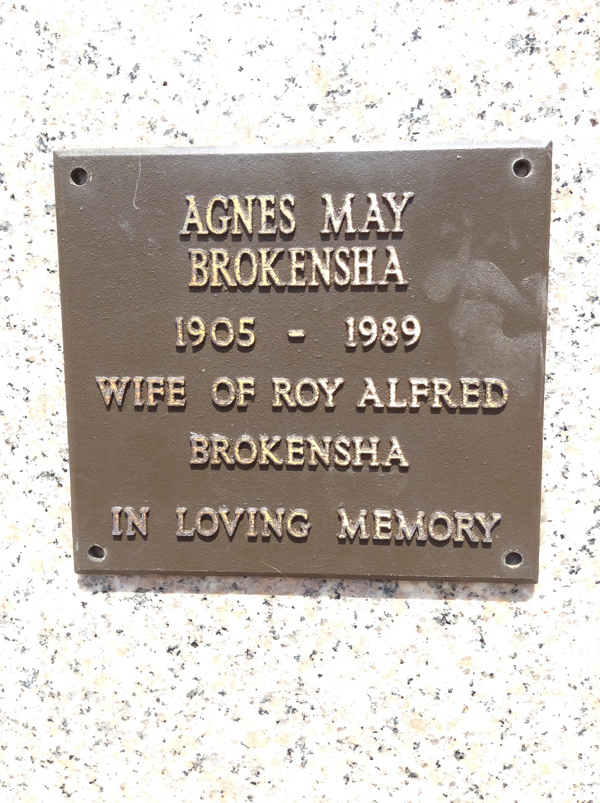 AGNES MAY
BROKENSHA
1905 - 1989
WIFE OF ROY ALFRED
BROKENSHA
IN LOVING MEMORY